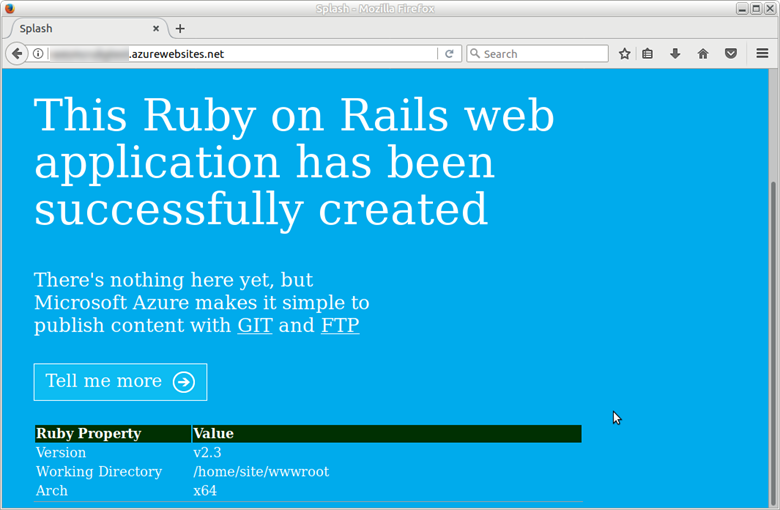 Splash - Mozilla Firefox
Splash
.azurewebsites.net
Search
This Ruby on Rails web
application has been
successfully created
There's nothing here yet, but
Microsoft Azure makes it simple to
publish content with GIT and FTP
Tell me more
Ruby Property Value
Version v2.3
Working Directory /home/site/wwwroot
Arch x64